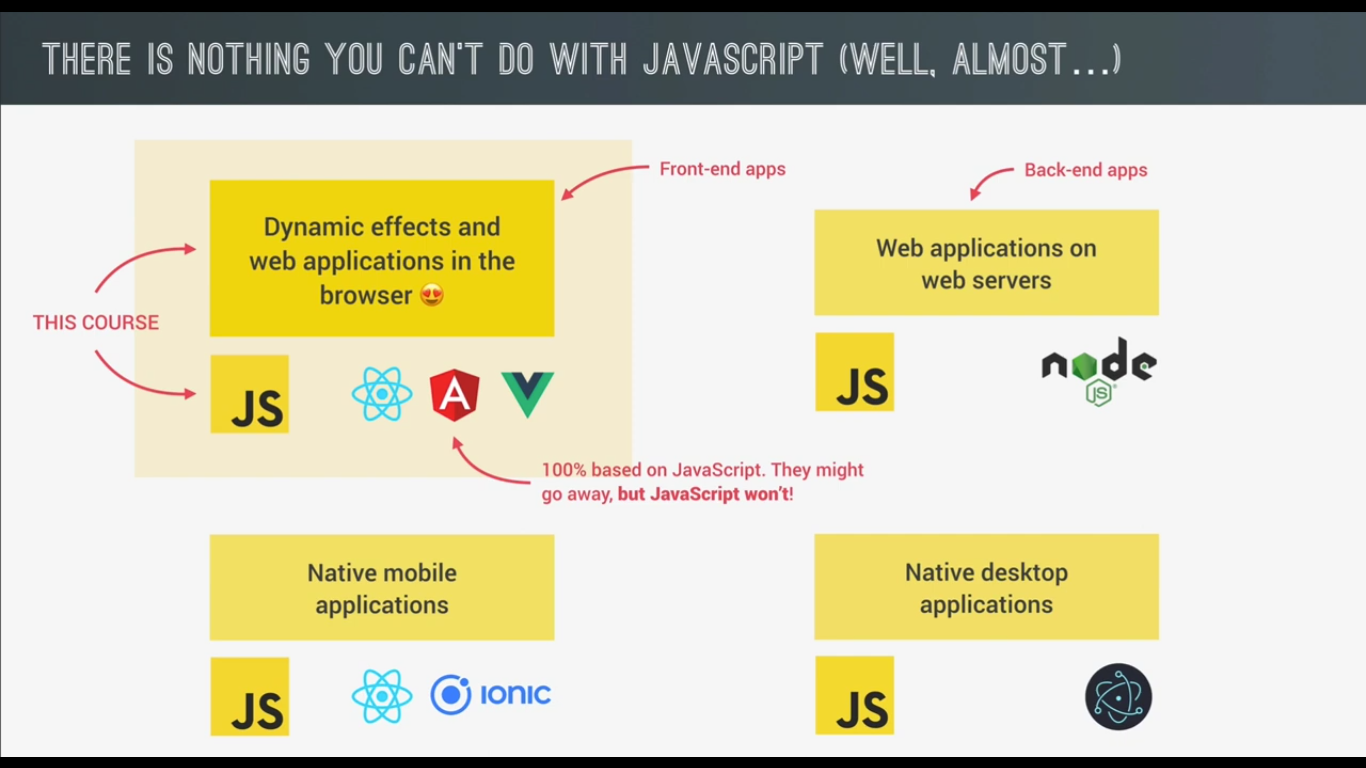 THERE IS NOTHING YOU CAN'T DO WITH JAVASCRIPT (WELL, ALMOST...)
Front-end apps
Dynamic effects and
web applications in the
browser 😍
THIS COURSE
JS
A
100% based on JavaScript. They might
go away, but JavaScript won't!
Back-end apps
Web applications on
web servers
JS
node
JS
Native mobile
applications
JS
IONIC
Native desktop
applications
JS